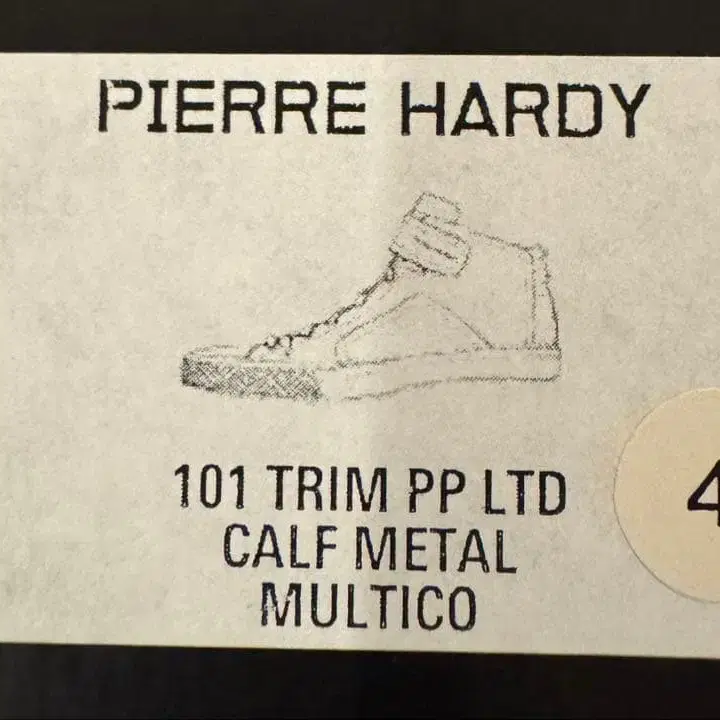 PIERRE HARDY
101 TRIM PP LTD
CALF METAL
MULTICO
4